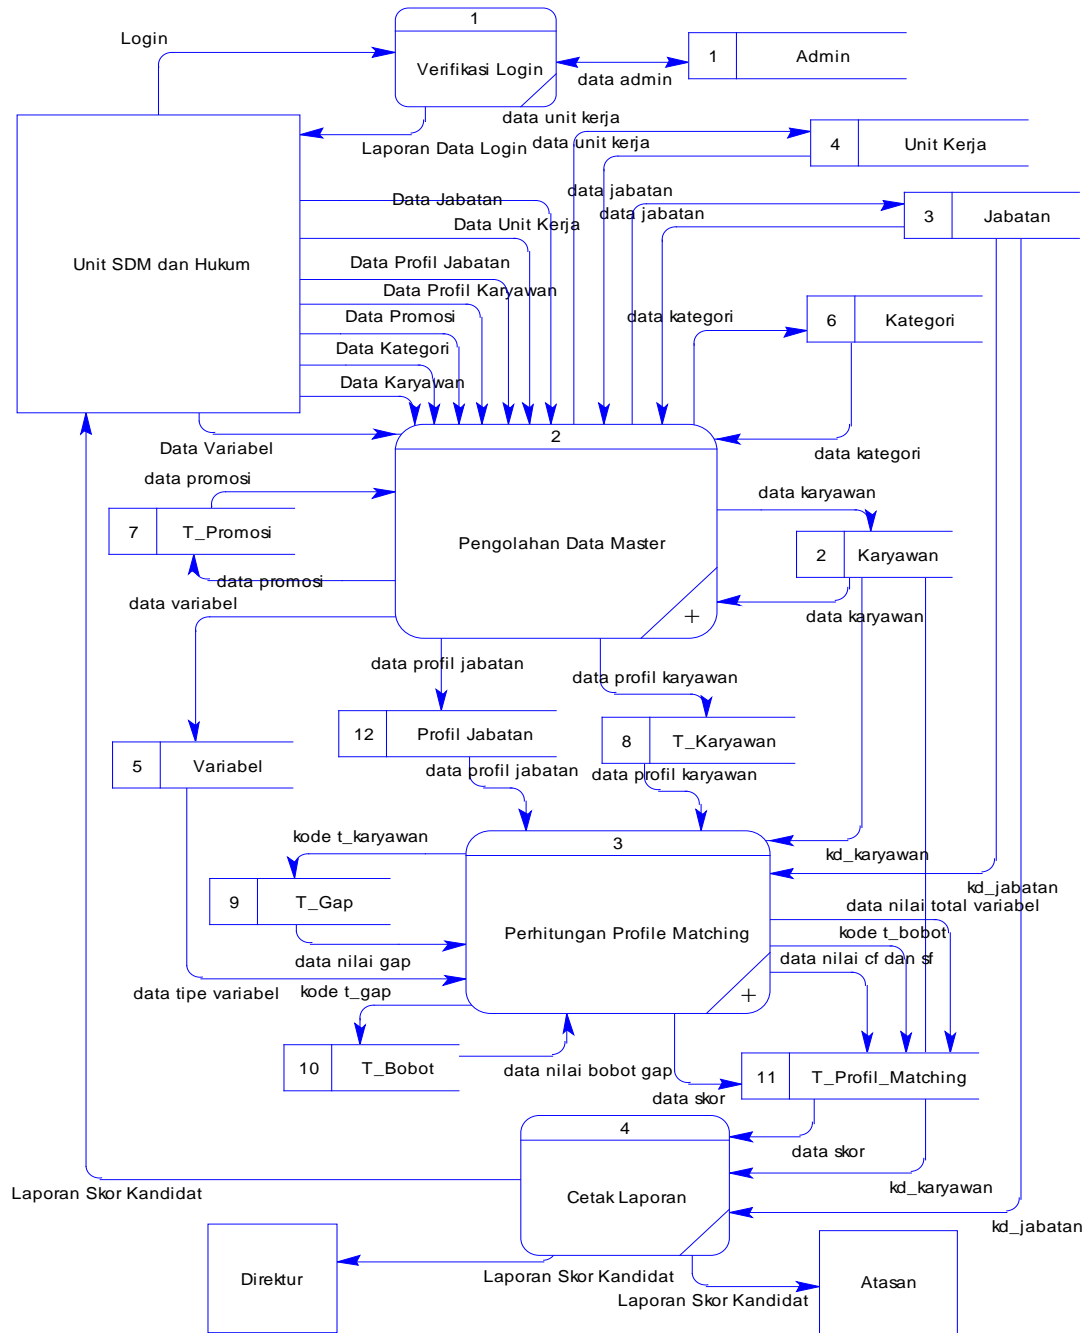 1
Login
Verifikasi Login
1 Admin
data admin
data unit kerja
Laporan Data Login
data unit kerja
4 Unit Kerja
Data Jabatan
data jabatan
data jabatan
3 Jabatan
Data Unit Kerja
Unit SDM dan Hukum
Data Profil Jabatan
Data Profil Karyawan
Data Promosi
data kategori
6 Kategori
Data Kategori
Data Karyawan
2
Data Variabel
data kategori
data promosi
data karyawan
7 T_Promosi
Pengolahan Data Master
2 Karyawan
data promosi
data variabel
data karyawan
+
data profil jabatan
data profil karyawan
12 Profil Jabatan
8 T_Karyawan
5 Variabel
data profil jabatan
data profil karyawan
kode t_karyawan
3
kd_karyawan
kd_jabatan
9 T_Gap
data nilai total variabel
Perhitungan Profile Matching
kode t_bobot
data nilai gap
data nilai cf dan sf
data tipe variabel
kode t_gap
+
10 T_Bobot
data nilai bobot gap
11 T_Profil_Matching
data skor
4
data skor
Laporan Skor Kandidat
Cetak Laporan
kd_karyawan
kd_jabatan
Direktur
Laporan Skor Kandidat
Laporan Skor Kandidat
Atasan